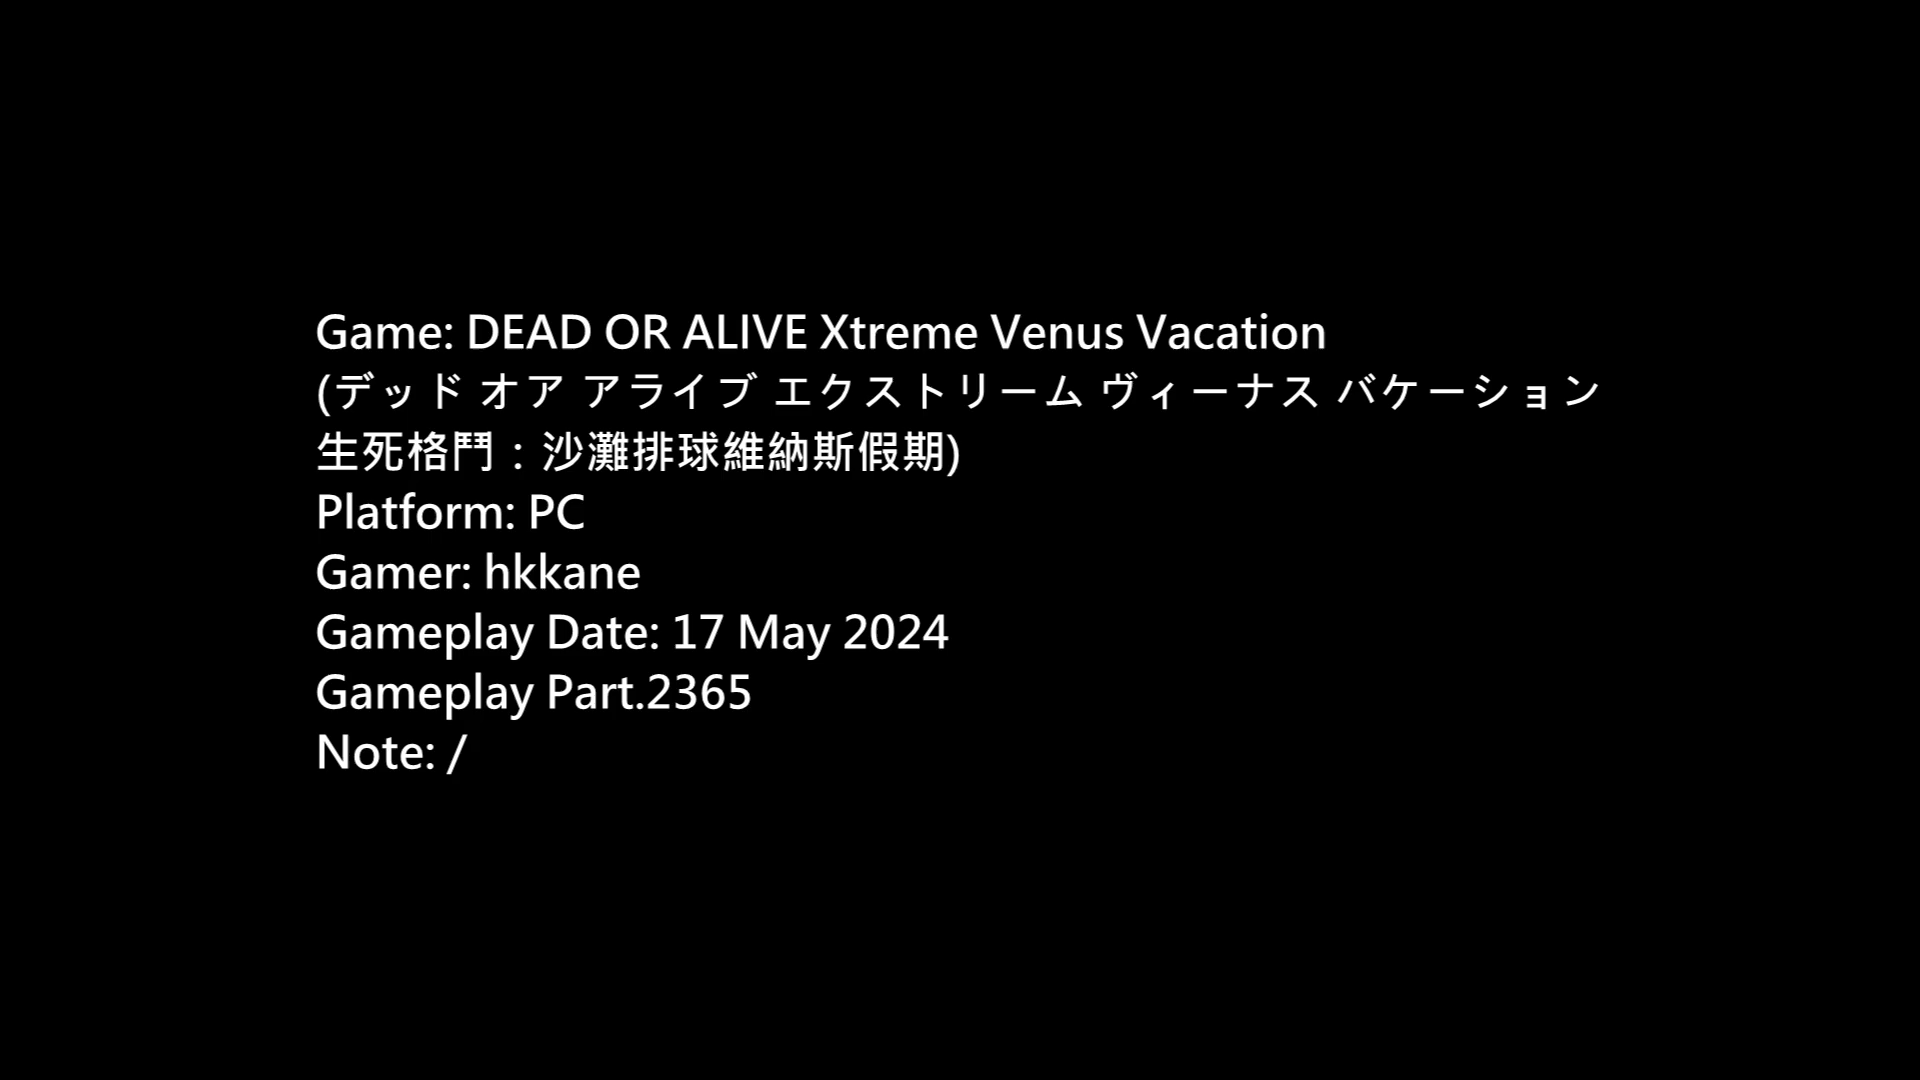 Game: DEAD OR ALIVE Xtreme Venus Vacation
(デッド オア アライブ エクストリーム ヴィーナス バケーション
生死格鬥：沙灘排球維納斯假期)
Platform: PC
Gamer: hkkane
Gameplay Date: 17 May 2024
Gameplay Part.2365
Note: /